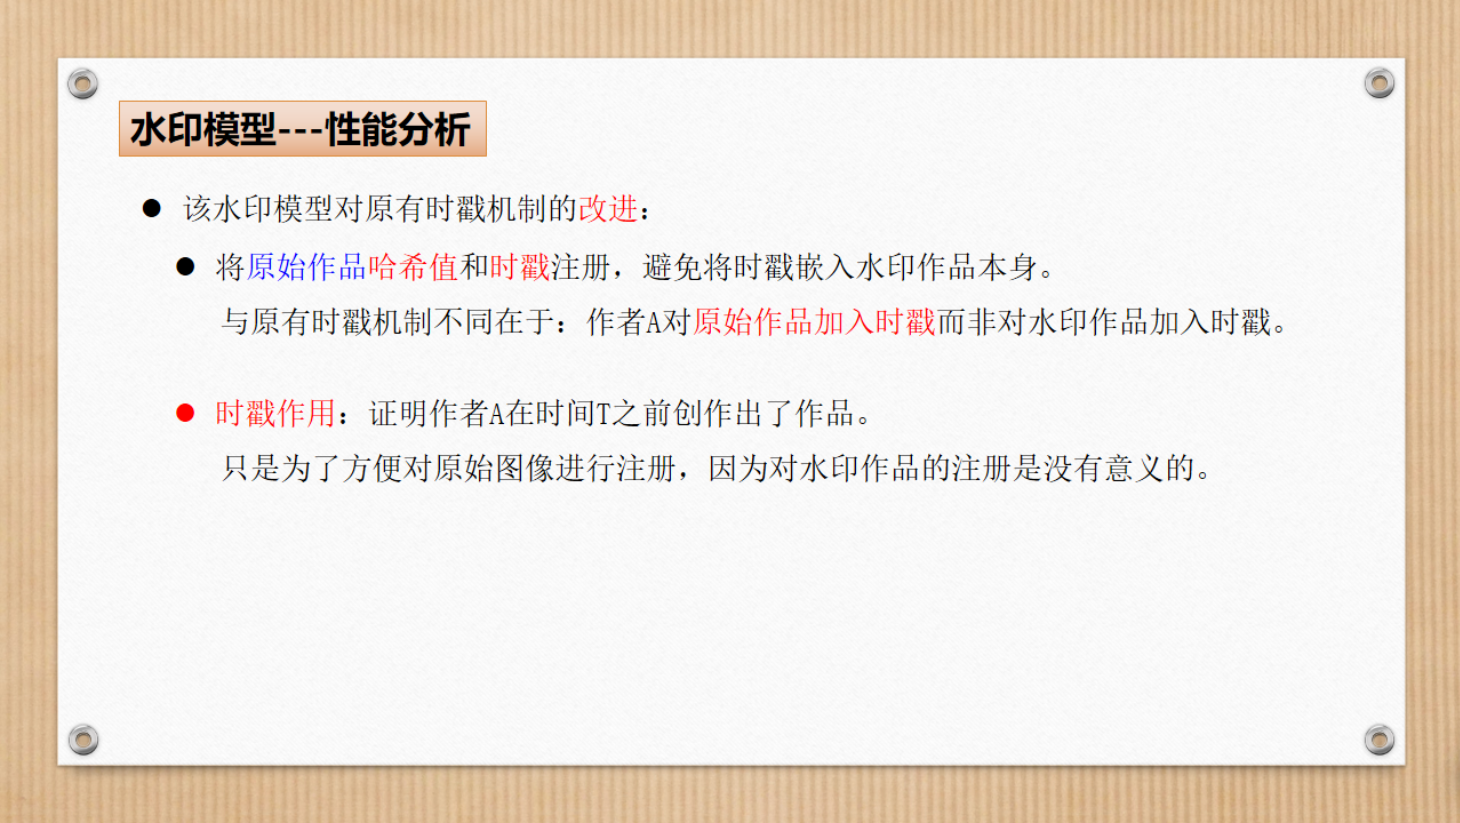 水印模型---性能分析
该水印模型对原有时戳机制的改进：
将原始作品哈希值和时戳注册，避免将时戳嵌入水印作品本身。
与原有时戳机制不同在于：作者A对原始作品加入时戳而非对水印作品加入时戳。
时戳作用：证明作者A在时间T之前创作出了作品。
只是为了方便对原始图像进行注册，因为对水印作品的注册是没有意义的。